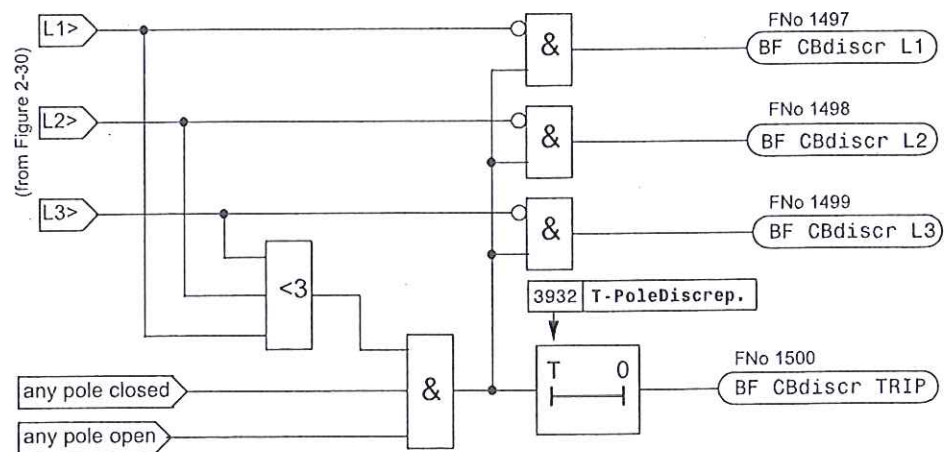 (from Figure 2-30)
L1>
L2>
L3>
&
FNo 1497
BF CBdiscr L1
&
FNo 1498
BF CBdiscr L2
&
FNo 1499
BF CBdiscr L3
<3
3932 T-PoleDiscrep.
any pole closed
any pole open
&
T 0
FNo 1500
BF CBdiscr TRIP